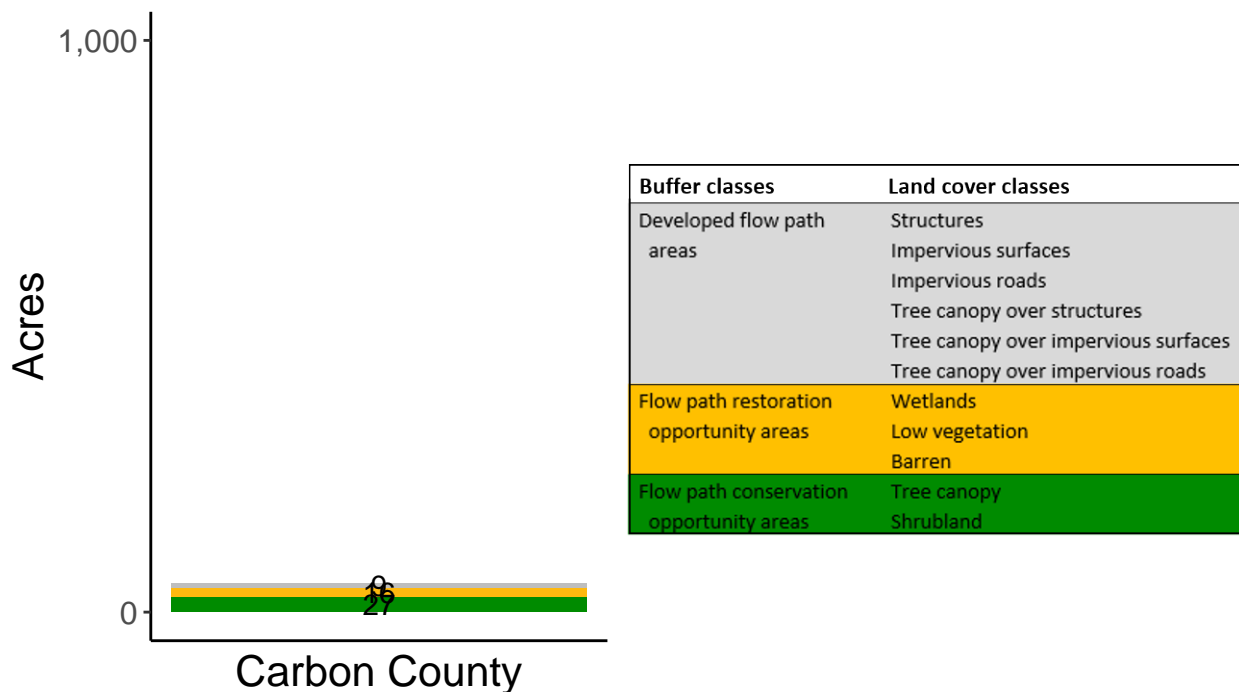 1,000
0
Acres
9
16
27
Carbon County
Buffer classes Land cover classes
Developed flow path Structures
areas Impervious surfaces
Impervious roads
Tree canopy over structures
Tree canopy over impervious surfaces
Tree canopy over impervious roads
Flow path restoration Wetlands
opportunity areas Low vegetation
Barren
Flow path conservation Tree canopy
opportunity areas Shrubland